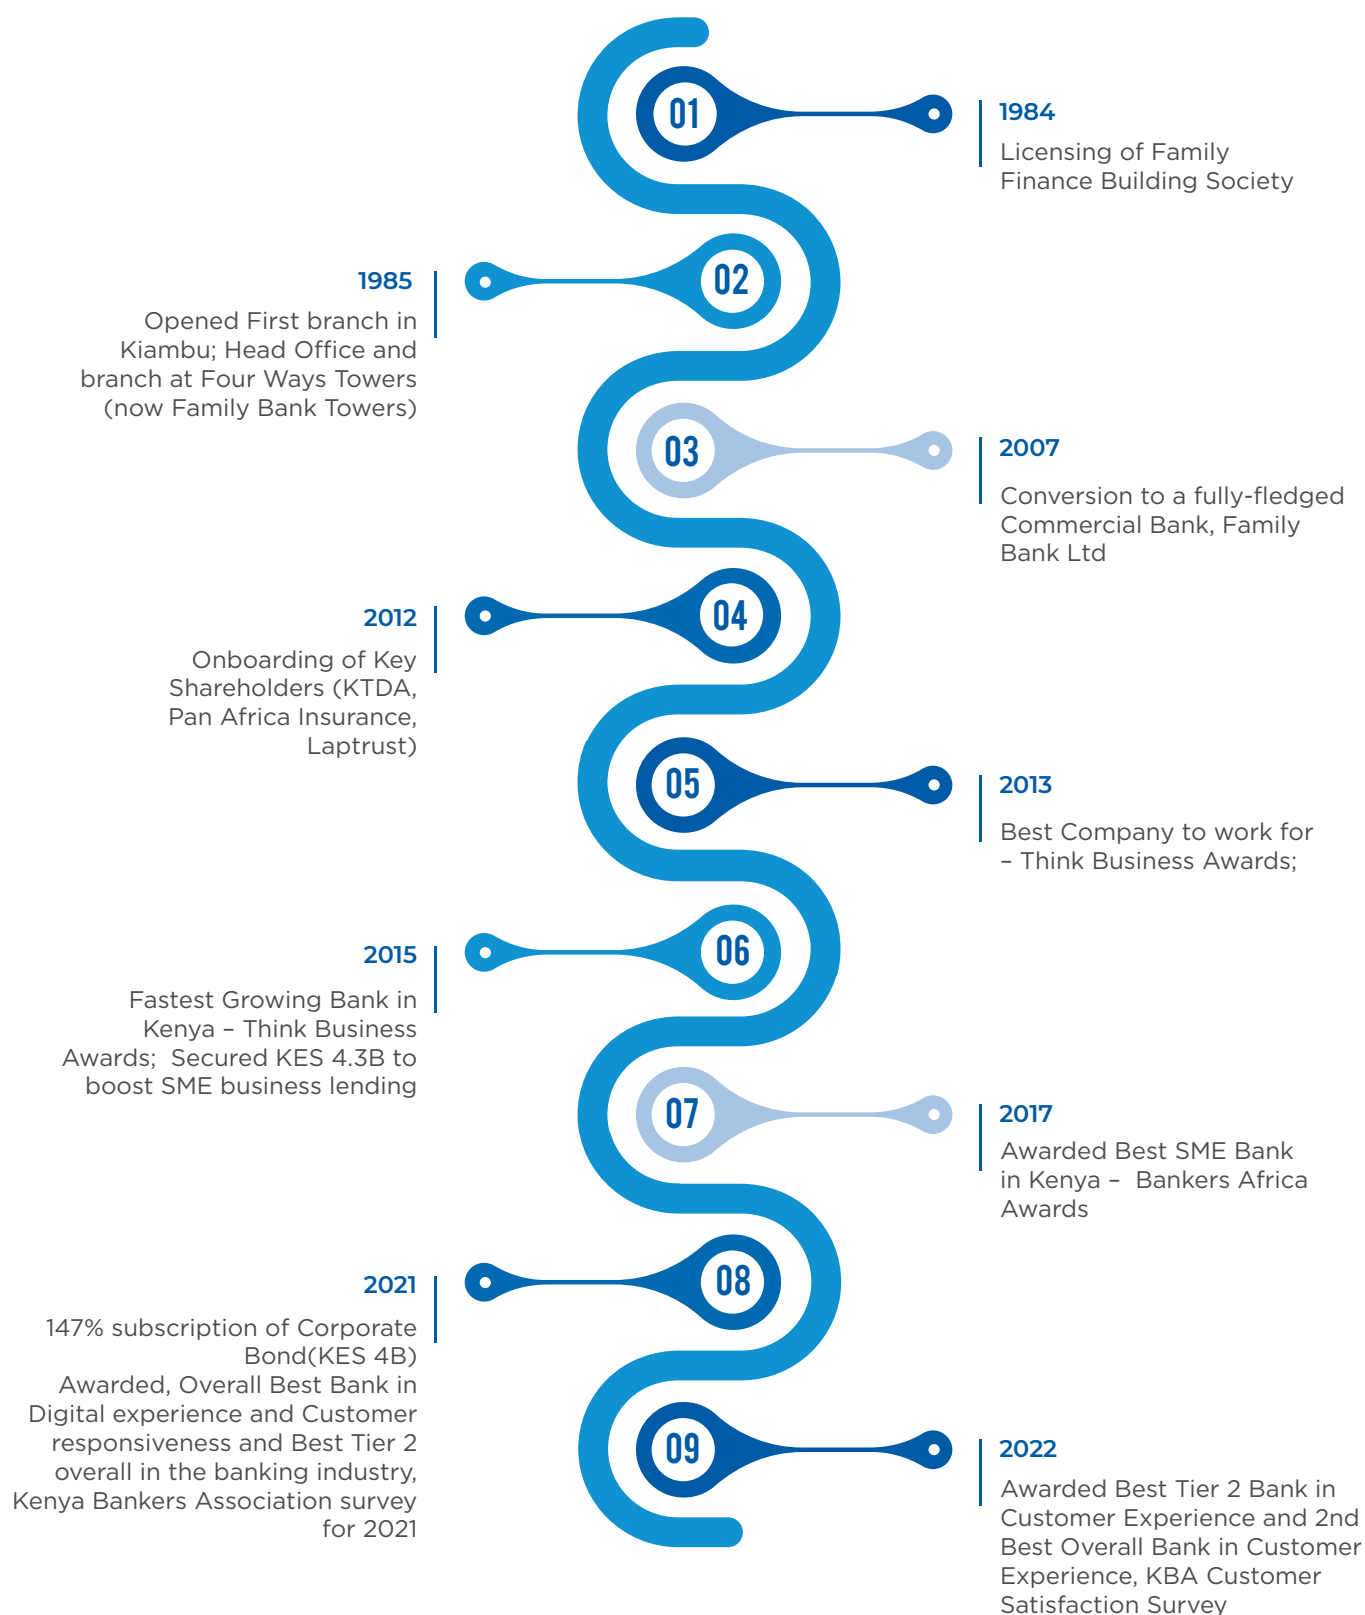 01
1984
Licensing of Family
Finance Building Society
02
1985
Opened First branch in
Kiambu; Head Office and
branch at Four Ways Towers
(now Family Bank Towers)
03
2007
Conversion to a fully-fledged
Commercial Bank, Family
Bank Ltd
04
2012
Onboarding of Key
Shareholders (KTDA,
Pan Africa Insurance,
Laptrust)
05
2013
Best Company to work for
– Think Business Awards;
06
2015
Fastest Growing Bank in
Kenya – Think Business
Awards;  Secured KES 4.3B to
boost SME business lending
07
2017
Awarded Best SME Bank
in Kenya –  Bankers Africa
Awards
08
2021
147% subscription of Corporate
Bond(KES 4B)
Awarded, Overall Best Bank in
Digital experience and Customer
responsiveness and Best Tier 2
overall in the banking industry,
Kenya Bankers Association survey
for 2021
09
2022
Awarded Best Tier 2 Bank in
Customer Experience and 2nd
Best Overall Bank in Customer
Experience, KBA Customer
Satisfaction Survey